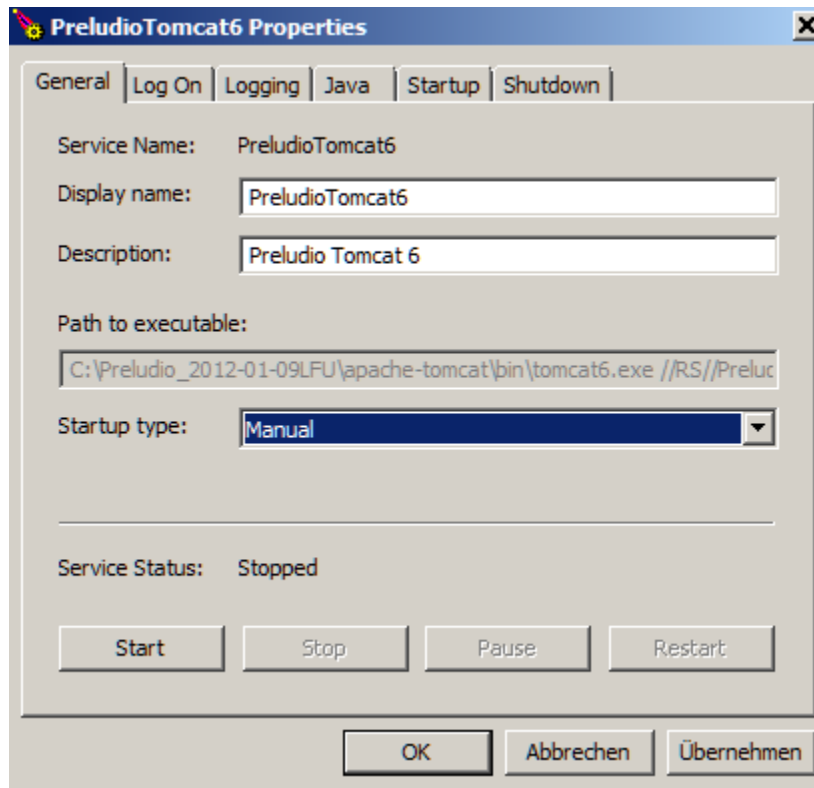 PreludioTomcat6 Properties
General Log On Logging Java Startup Shutdown
Service Name: PreludioTomcat6
Display name: PreludioTomcat6
Description: Preludio Tomcat 6
Path to executable:
C:\Preludio_2012-01-09LFU\apache-tomcat\bin\tomcat6.exe //RS//Preluc
Startup type: Manual
Service Status: Stopped
Start Stop Pause Restart
OK Abbrechen Übernehmen